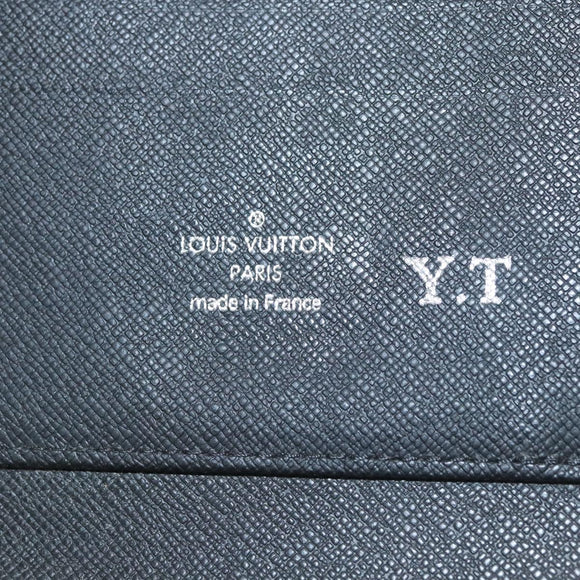 ®
LOUIS VUITTON
PARIS
made in France
Y.T